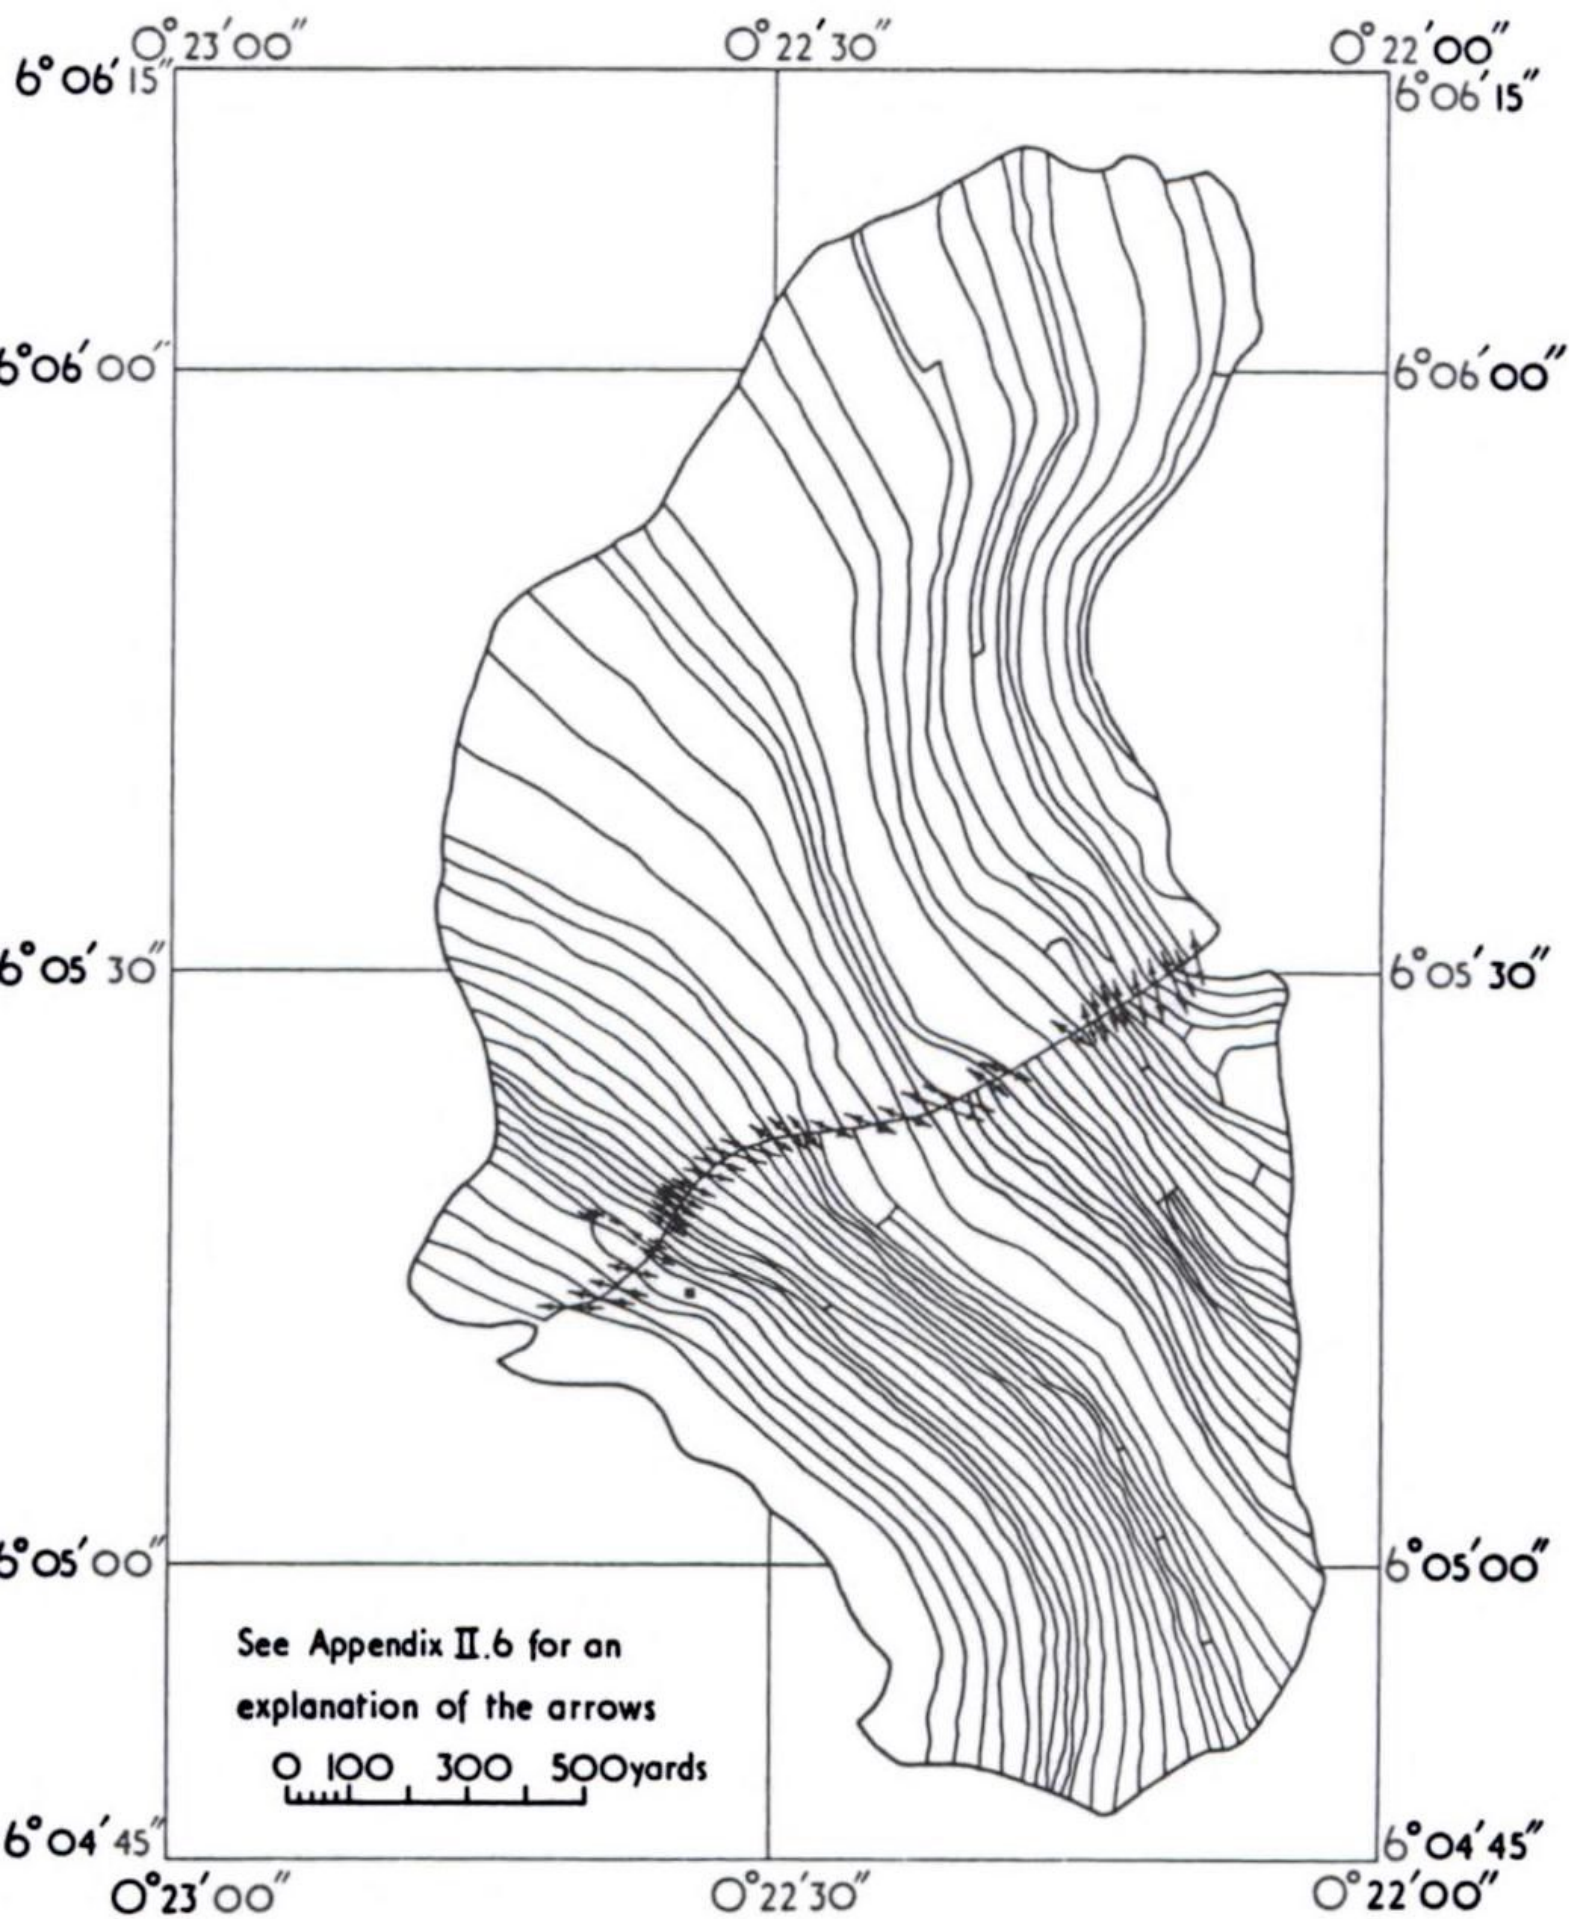 0°23′00″ 0°22′30″ 0°22′00″
6°06′15″ 6°06′15″
6°06′00″ 6°06′00″
6°05′30″ 6°05′30″
6°05′00″ 6°05′00″
See Appendix II.6 for an
explanation of the arrows
0 100 300 500yards
6°04′45″ 6°04′45″
0°23′00″ 0°22′30″ 0°22′00″